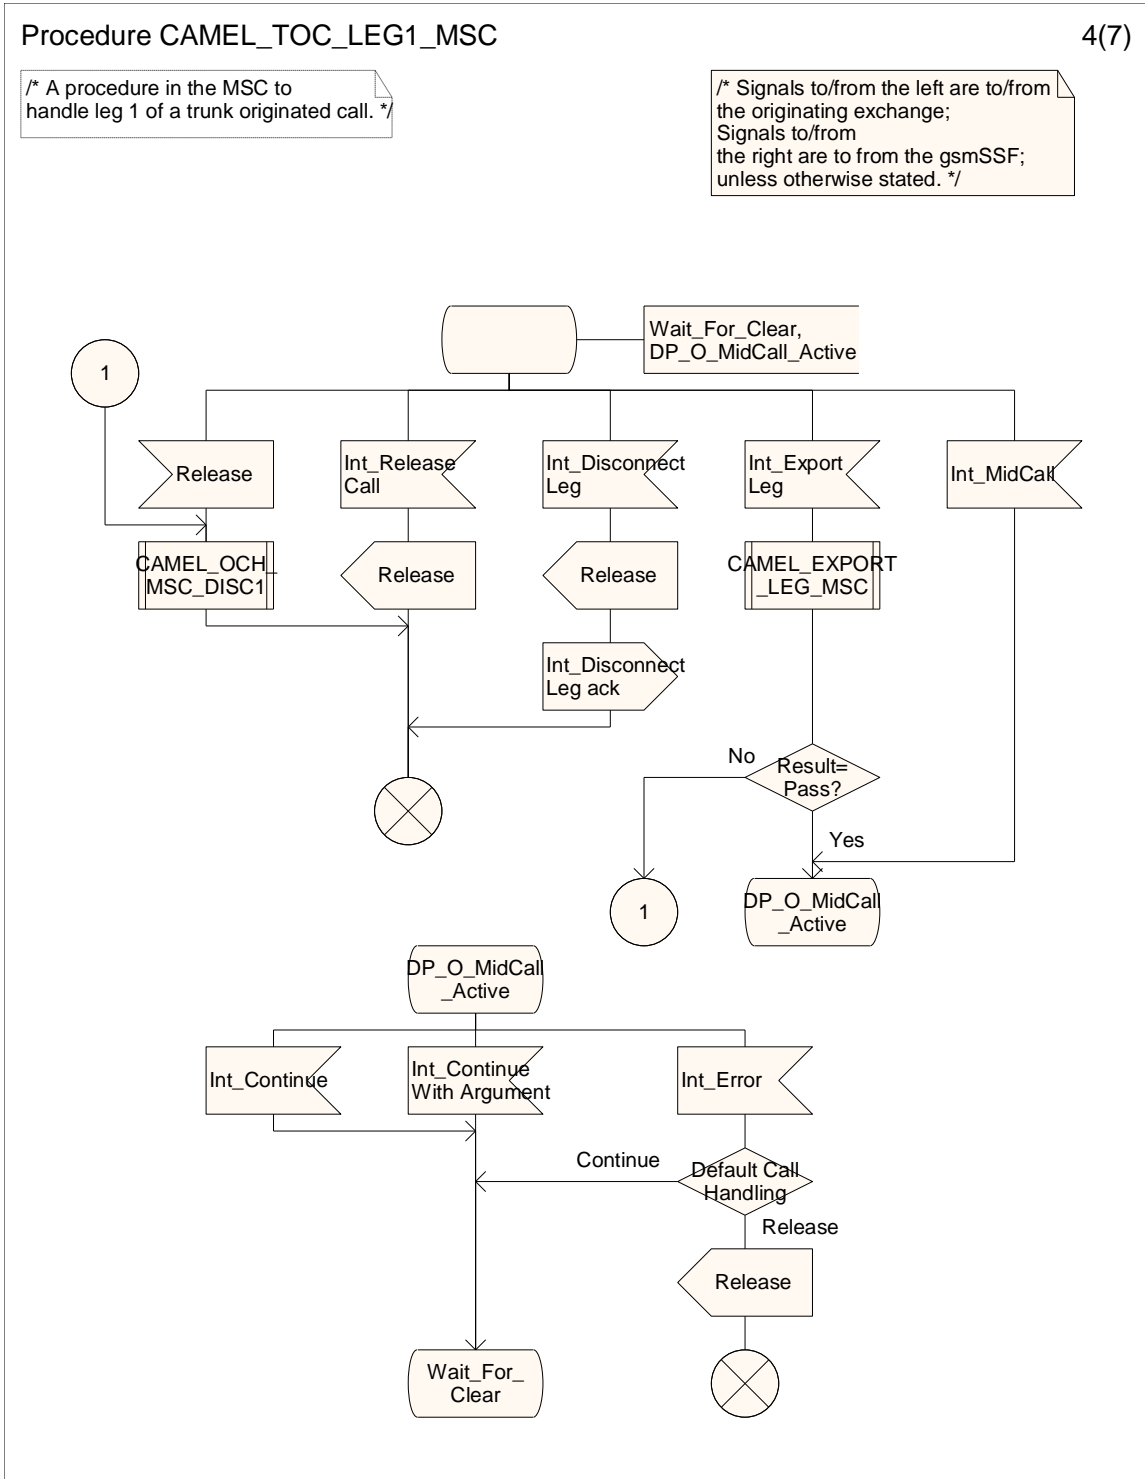 Procedure CAMEL_TOC_LEG1_MSC
4(7)
/* A procedure in the MSC to
handle leg 1 of a trunk originated call. */
/* Signals to/from the left are to/from
the originating exchange;
Signals to/from
the right are to from the gsmSSF;
unless otherwise stated. */
Wait_For_Clear,
DP_O_MidCall_Active
1
Release
Int_Release
Call
Int_Disconnect
Leg
Int_Export
Leg
Int_MidCall
CAMEL_OCH_
MSC_DISC1
Release
Release
CAMEL_EXPORT
_LEG_MSC
Int_Disconnect
Leg ack
No
Result=
Pass?
Yes
1
DP_O_MidCall
_Active
DP_O_MidCall
_Active
Int_Continue
Int_Continue
With Argument
Int_Error
Continue
Default Call
Handling
Release
Release
Wait_For_
Clear